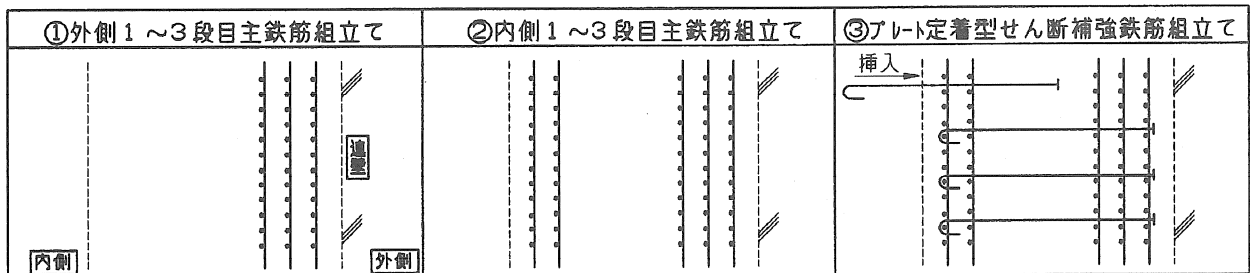 ①外側1～3段目主鉄筋組立て
②内側1～3段目主鉄筋組立て
③プレート定着型せん断補強鉄筋組立て
挿入
連壁
内側
外側